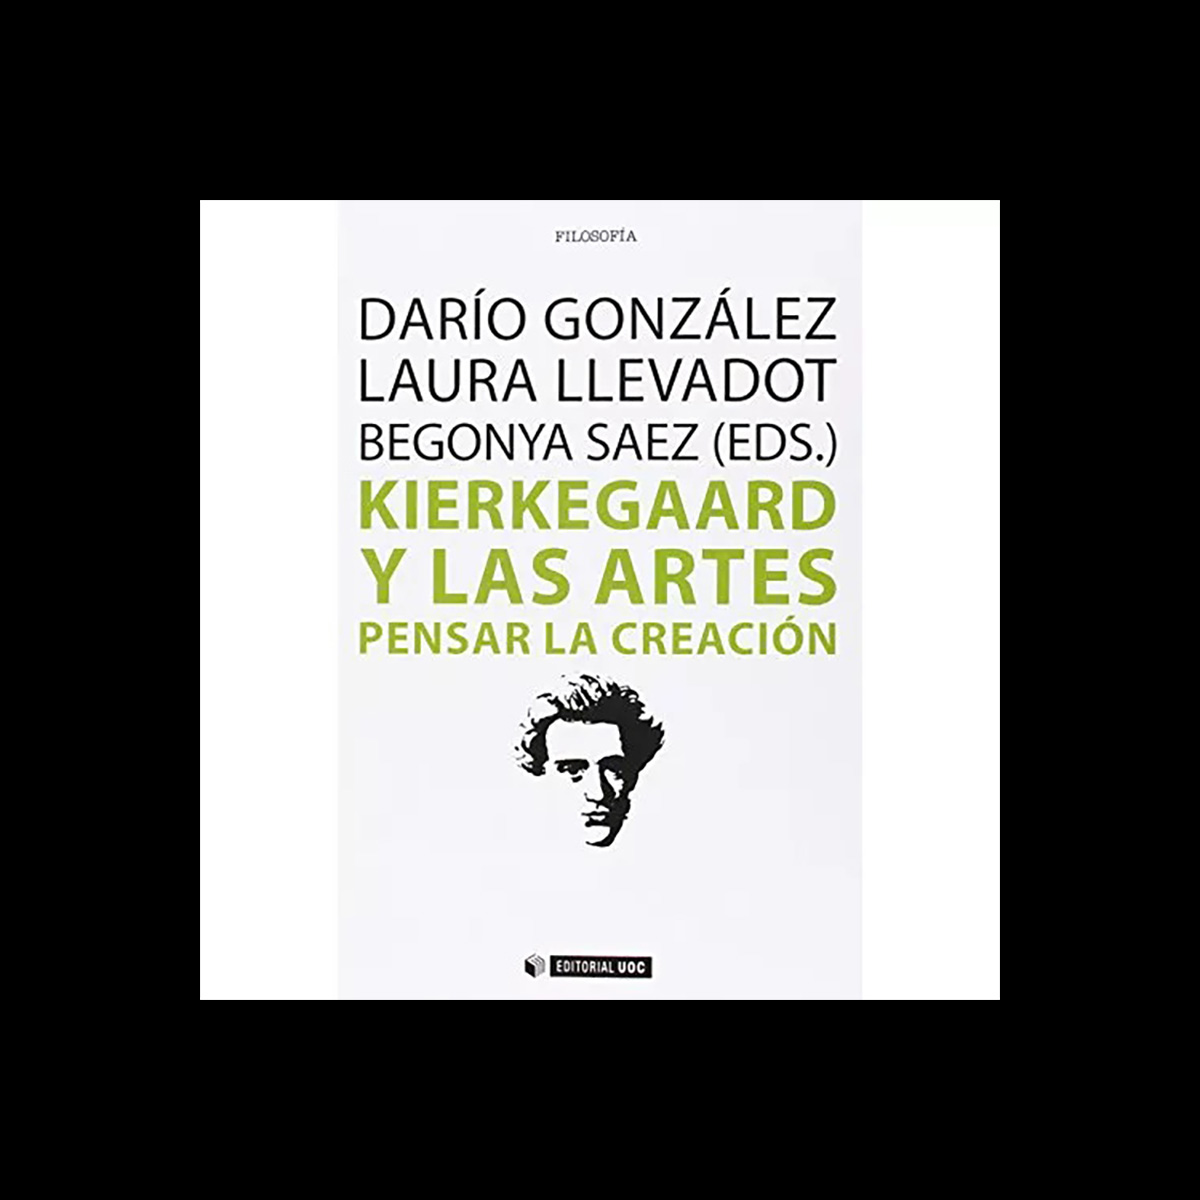 FILOSOFÍA
DARÍO GONZÁLEZ
LAURA LLEVADOT
BEGONYA SAEZ (EDS.)
KIERKEGAARD
Y LAS ARTES
PENSAR LA CREACIÓN
EDITORIAL UOC